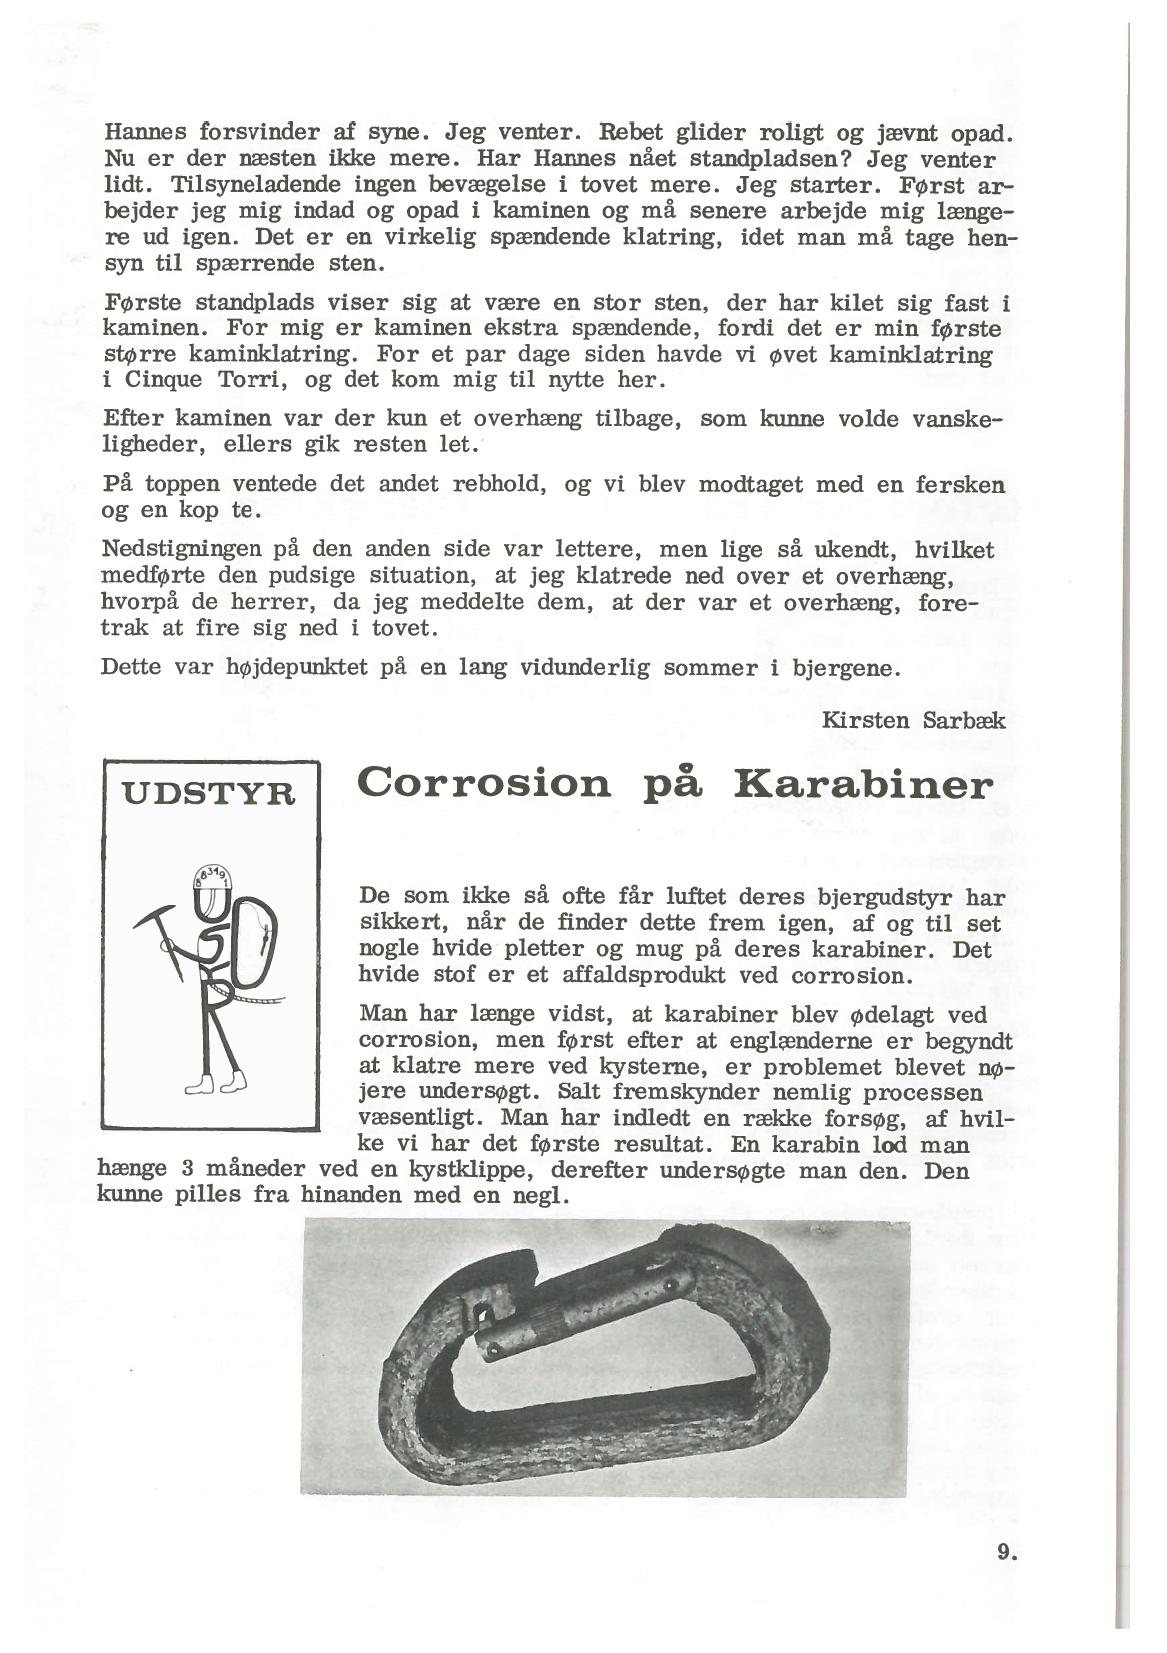 Hannes forsvinder af syne. Jeg venter. Rebet glider roligt og jævnt opad.
Nu er der næsten ikke mere. Har Hannes nået standpladsen? Jeg venter
lidt. Tilsyneladende ingen bevægelse i tovet mere. Jeg starter. Først ar-
bejder jeg mig indad og opad i kaminen og må senere arbejde mig længe-
re ud igen. Det er en virkelig spændende klatring, idet man må tage hen-
syn til spærrende sten.
Første standplads viser sig at være en stor sten, der har kilet sig fast i
kaminen. For mig er kaminen ekstra spændende, fordi det er min første
større kaminklatring. For et par dage siden havde vi øvet kaminklatring
i Cinque Torri, og det kom mig til nytte her.
Efter kaminen var der kun et overhæng tilbage, som kunne volde vanske-
ligheder, ellers gik resten let.
På toppen ventede det andet rebhold, og vi blev modtaget med en fersken
og en kop te.
Nedstigningen på den anden side var lettere, men lige så ukendt, hvilket
medførte den pudsige situation, at jeg klatrede ned over et overhæng,
hvorpå de herrer, da jeg meddelte dem, at der var et overhæng, fore-
trak at fire sig ned i tovet.
Dette var højdepunktet på en lang vidunderlig sommer i bjergene.
Kirsten Sarbæk
UDSTYR
Corrosion på Karabiner
De som ikke så ofte får luftet deres bjergudstyr har
sikkert, når de finder dette frem igen, af og til set
nogle hvide pletter og mug på deres karabiner. Det
hvide stof er et affaldsprodukt ved corrosion.
Man har længe vidst, at karabiner blev ødelagt ved
corrosion, men først efter at englænderne er begyndt
at klatre mere ved kysterne, er problemet blevet nø-
jere undersøgt. Salt fremskynder nemlig processen
væsentligt. Man har indledt en række forsøg, af hvil-
ke vi har det første resultat. En karabin lod man
hænge 3 måneder ved en kystklippe, derefter undersøgte man den. Den
kunne pilles fra hinanden med en negl.
9.